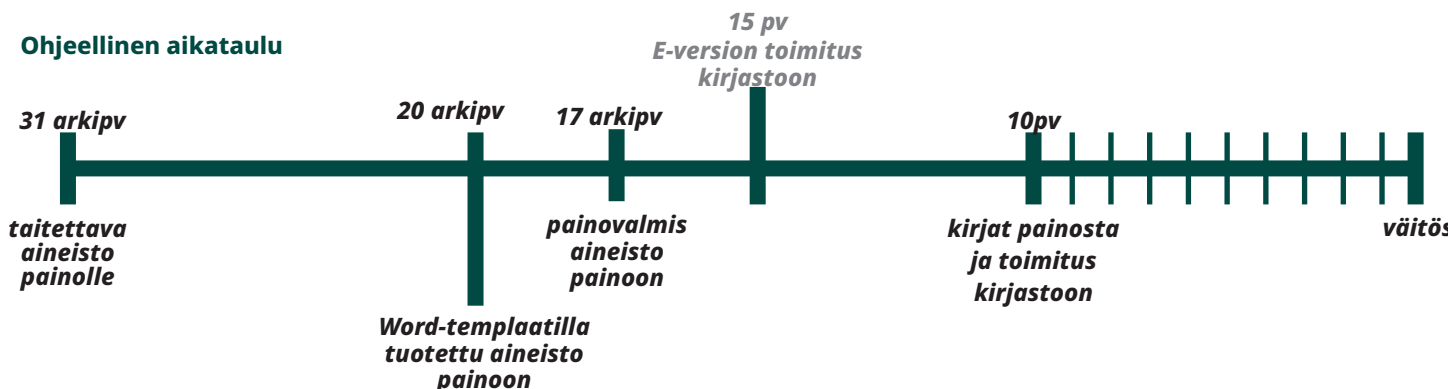 Ohjeellinen aikataulu
15 pv
E-version toimitus
kirjastoon
31 arkipv
20 arkipv
17 arkipv
10pv
taitettava
aineisto
painolle
Word-templaatilla
tuotettu aineisto
painoon
painovalmis
aineisto
painoon
kirjat painosta
ja toimitus
kirjastoon
väitös